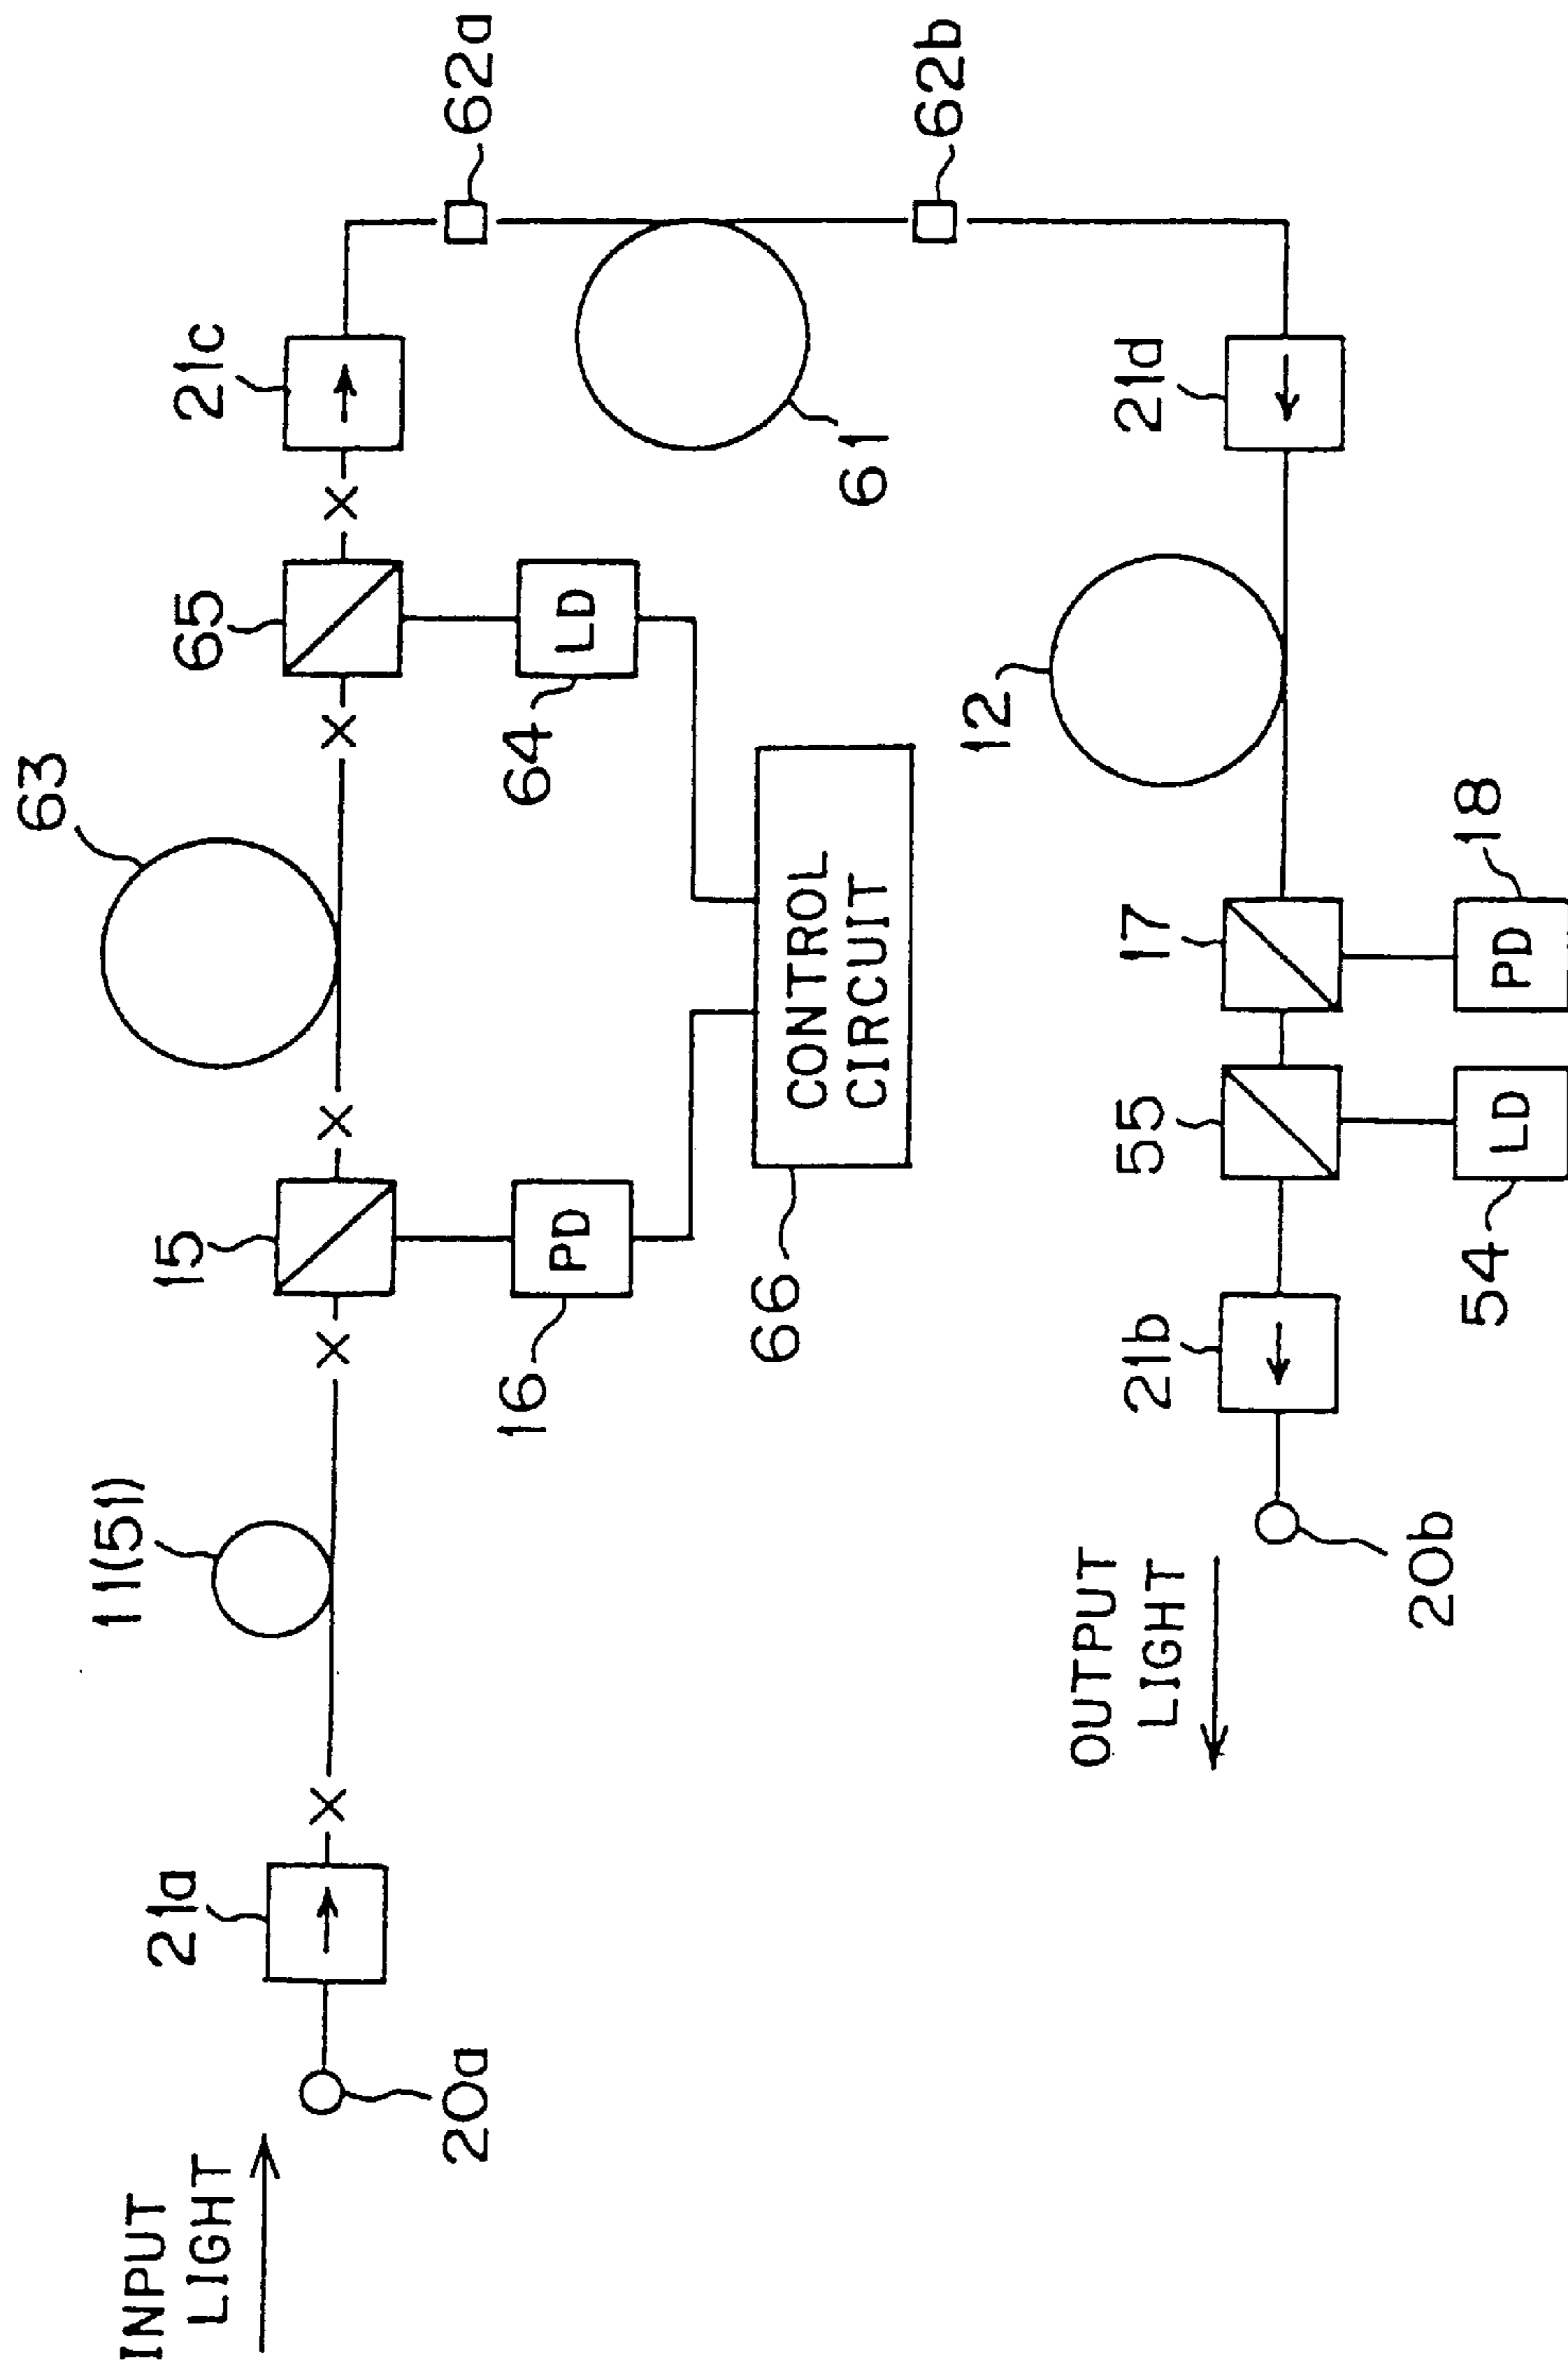 INPUT
LIGHT
20a
21a
11(51)
15
16
PD
63
65
64
LD
66
CONTROL
CIRCUIT
21c
62a
61
62b
21d
12
17
18
PD
55
54
LD
21b
20b
OUTPUT
LIGHT